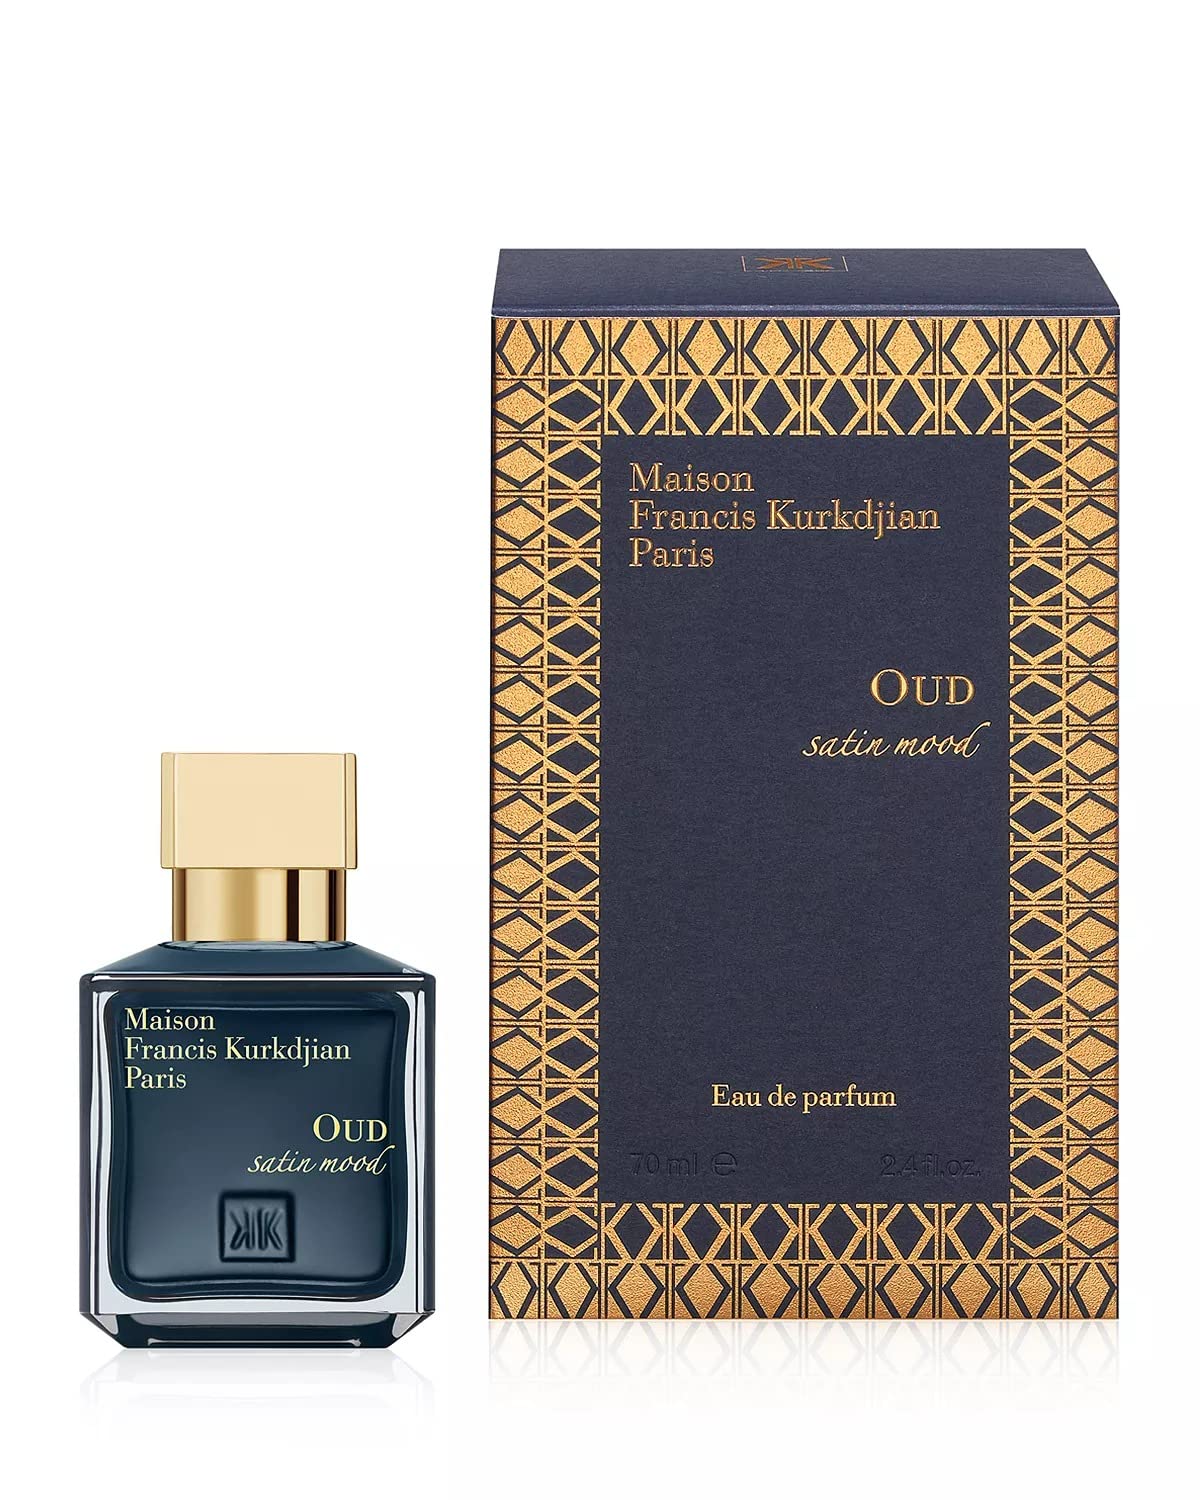 Maison
Francis Kurkdjian
Paris
OUD
satin mood
Eau de parfum
70 ml e
2.4 fl.oz.
Maison
Francis Kurkdjian
Paris
OUD
satin mood